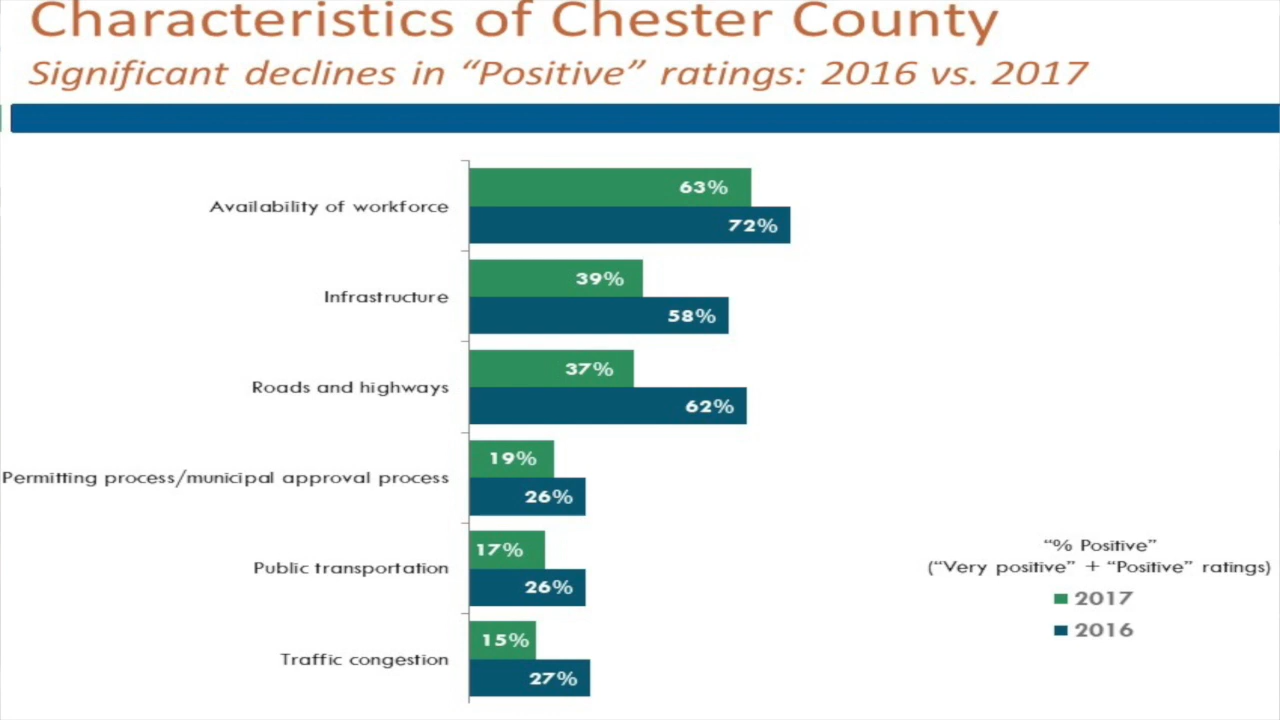 Characteristics of Chester County
Significant declines in “Positive” ratings: 2016 vs. 2017
Availability of workforce
63%
72%
Infrastructure
39%
58%
Roads and highways
37%
62%
Permitting process/municipal approval process
19%
26%
Public transportation
17%
26%
Traffic congestion
15%
27%
“% Positive”
(“Very positive” + “Positive” ratings)
2017
2016